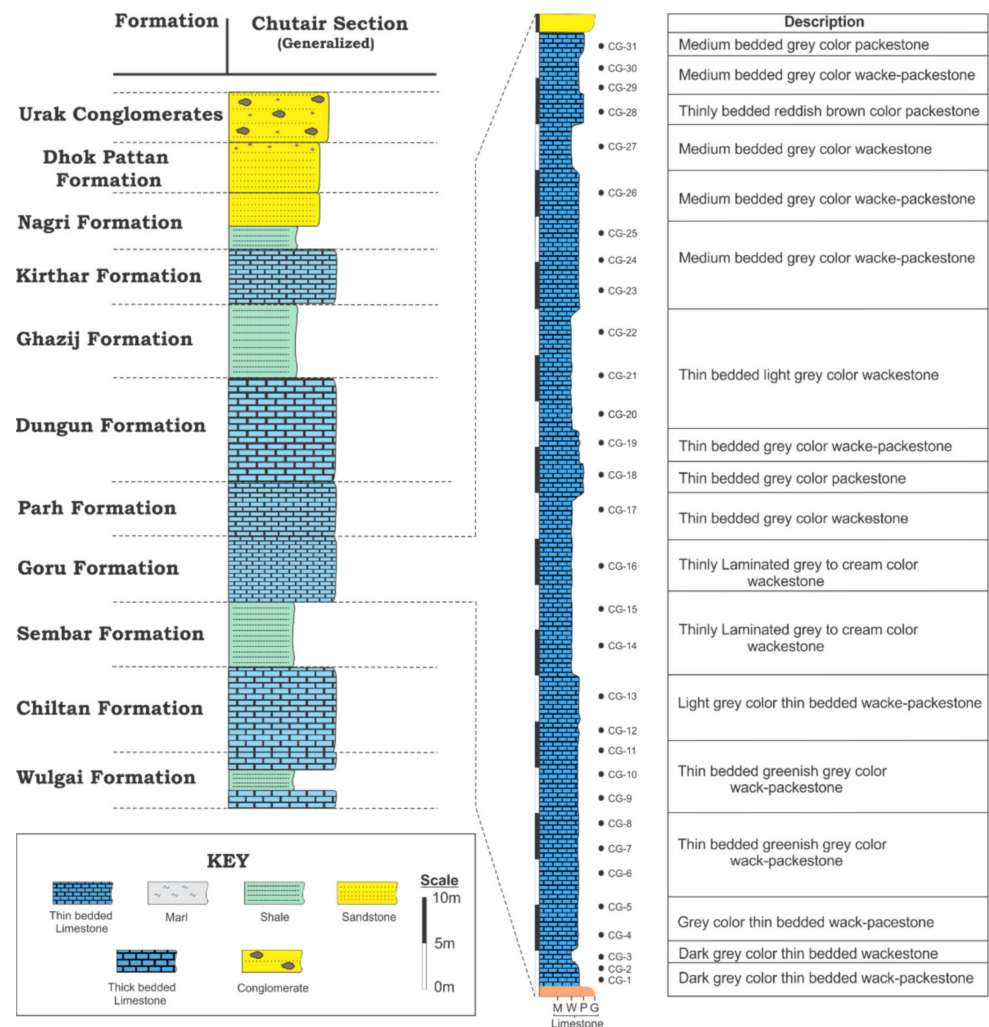 Formation
Chutair Section
(Generalized)
Urak Conglomerates
Dhok Pattan
Formation
Nagri Formation
Kirthar Formation
Ghazij Formation
Dungun Formation
Parh Formation
Goru Formation
Sembar Formation
Chiltan Formation
Wulgai Formation
KEY
Thin bedded
Limestone
Marl
Shale
Sandstone
Thick bedded
Limestone
Conglomerate
Scale
10m
5m
0m
CG-31
CG-30
CG-29
CG-28
CG-27
CG-26
CG-25
CG-24
CG-23
CG-22
CG-21
CG-20
CG-19
CG-18
CG-17
CG-16
CG-15
CG-14
CG-13
CG-12
CG-11
CG-10
CG-9
CG-8
CG-7
CG-6
CG-5
CG-4
CG-3
CG-2
CG-1
M W P G
Limestone
Description
Medium bedded grey color packestone
Medium bedded grey color wacke-packestone
Thinly bedded reddish brown color packestone
Medium bedded grey color wackestone
Medium bedded grey color wacke-packestone
Medium bedded grey color wacke-packestone
Thin bedded light grey color wackestone
Thin bedded grey color wacke-packestone
Thin bedded grey color packestone
Thin bedded grey color wackestone
Thinly Laminated grey to cream color
wackestone
Thinly Laminated grey to cream color
wackestone
Light grey color thin bedded wacke-packestone
Thin bedded greenish grey color
wack-packestone
Thin bedded greenish grey color
wack-packestone
Grey color thin bedded wack-pacestone
Dark grey color thin bedded wackestone
Dark grey color thin bedded wack-packestone